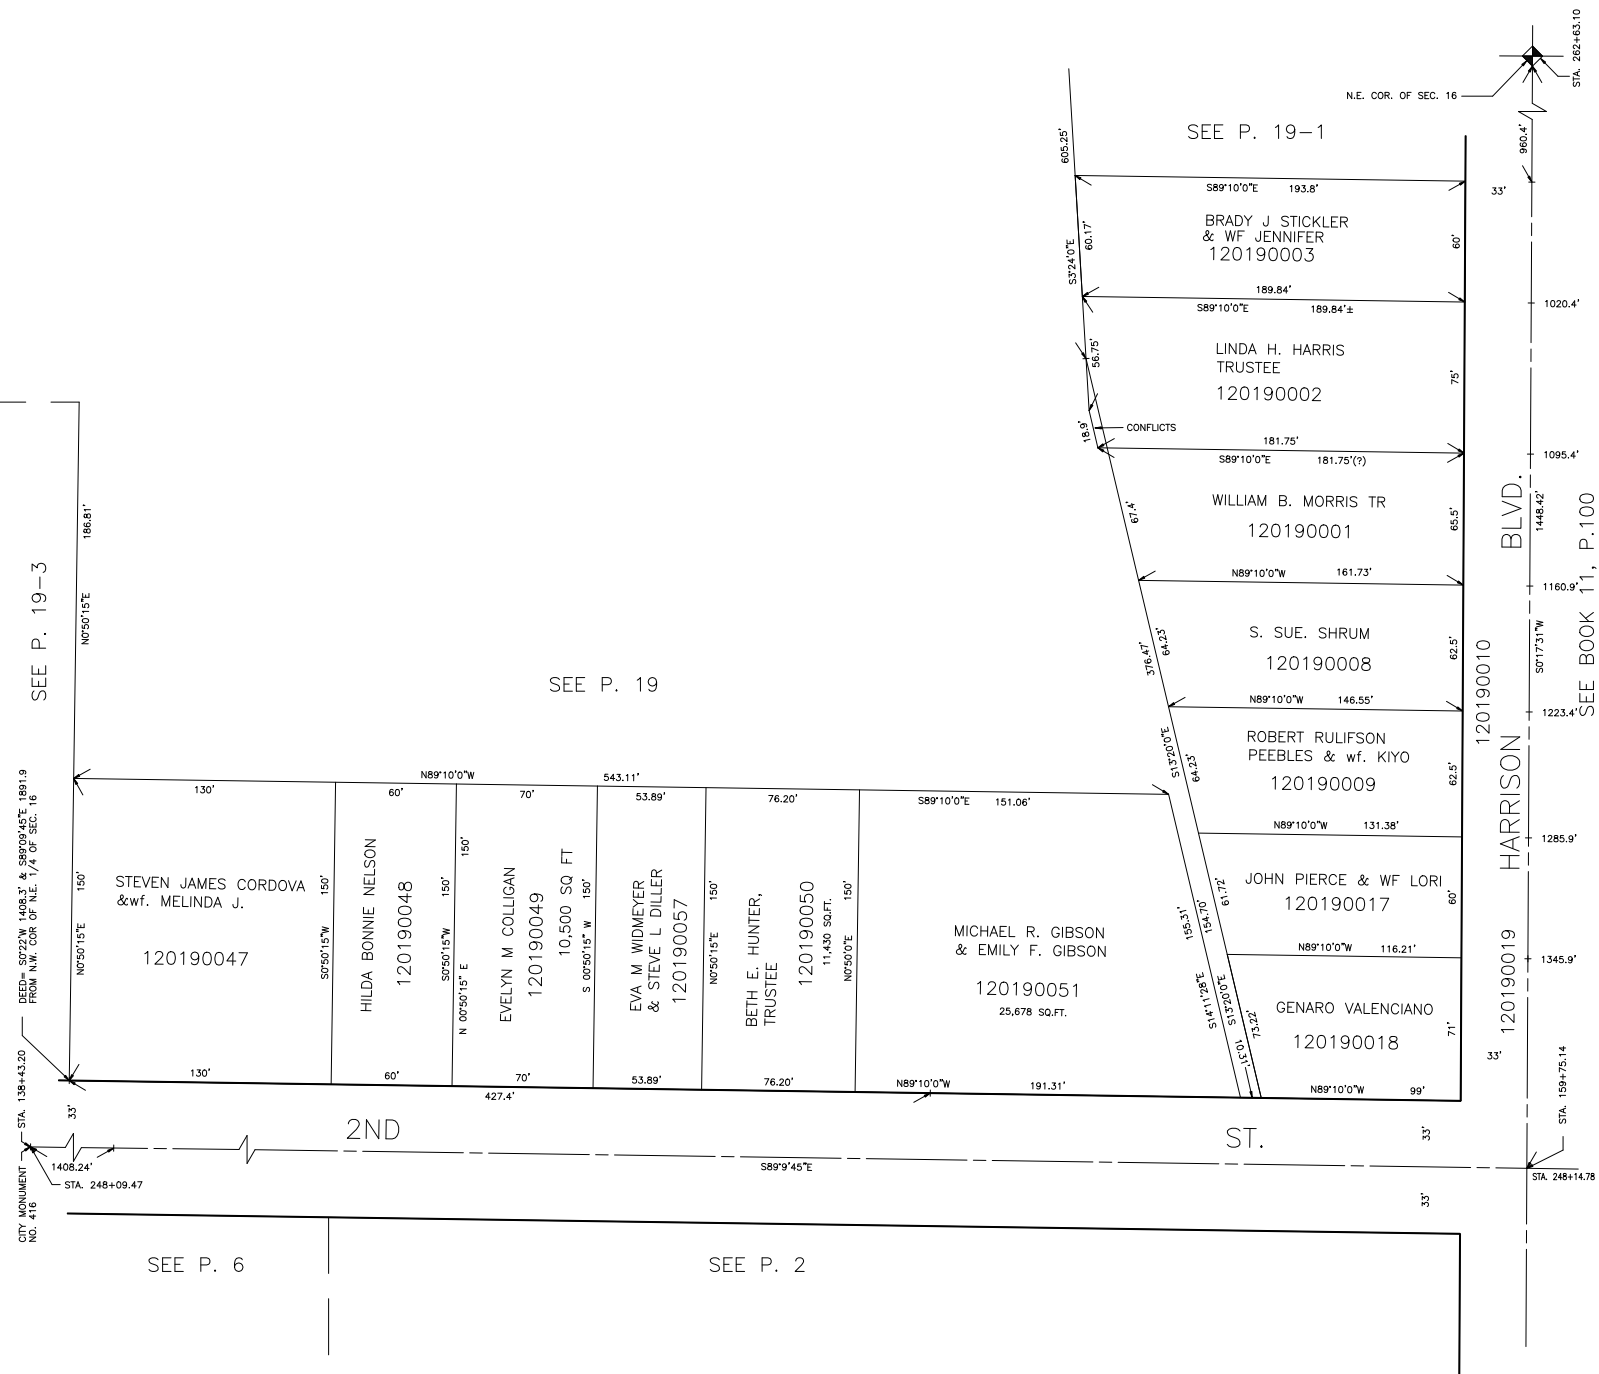 STA. 262+63.10
N.E. COR. OF SEC. 16
SEE P. 19-1
605.25'
960.4'
33'
S89°10'0"E 193.8'
BRADY J STICKLER
& WF JENNIFER
120190003
60.17'
S3°24'0"E
60'
189.84'
S89°10'0"E 189.84'±
1020.4'
LINDA H. HARRIS
TRUSTEE
120190002
56.75'
75'
18.9'
CONFLICTS
181.75'
S89°10'0"E 181.75'(?)
1095.4'
WILLIAM B. MORRIS TR
120190001
67.4'
65.5'
BLVD.
1448.42'
SEE BOOK 11, P.100
N89°10'0"W 161.73'
1160.9'
S. SUE. SHRUM
120190008
376.47'
64.23'
62.5'
120190010
S0°17'31"W
N89°10'0"W 146.55'
1223.4'
ROBERT RULIFSON
PEEBLES & wf. KIYO
120190009
S13°20'0"E
64.23'
62.5'
HARRISON
N89°10'0"W 131.38'
1285.9'
JOHN PIERCE & WF LORI
120190017
61.72'
60'
N89°10'0"W 116.21'
1345.9'
120190019
GENARO VALENCIANO
120190018
73.22'
71'
33'
N89°10'0"W 99'
STA. 159+75.14
SEE P. 19-3
186.81'
N0°50'15"E
SEE P. 19
N89°10'0"W 543.11'
130'
60'
70'
53.89'
76.20'
S89°10'0"E 151.06'
DEED= S0°22'W 1408.3' & S89°09'45"E 1891.9
FROM N.W. COR OF N.E. 1/4 OF SEC. 16
N0°50'15"E 150'
STEVEN JAMES CORDOVA
&wf. MELINDA J.
120190047
S0°50'15"W 150'
HILDA BONNIE NELSON
120190048
S0°50'15"W 150'
N 00°50'15" E 150'
EVELYN M COLLIGAN
120190049
10,500 SQ FT
S 00°50'15" W 150'
EVA M WIDMEYER
& STEVE L DILLER
120190057
N0°50'15"E 150'
BETH E. HUNTER,
TRUSTEE
120190050
11,430 SQ.FT.
N0°50'0"E 150'
MICHAEL R. GIBSON
& EMILY F. GIBSON
120190051
25,678 SQ.FT.
155.31'
154.70'
S14°11'28"E
S13°20'0"E
13.01'
130'
60'
70'
53.89'
76.20'
N89°10'0"W 191.31'
427.4'
STA. 138+43.20
33'
2ND
ST.
33'
1408.24'
S89°9'45"E
STA. 248+09.47
STA. 248+14.78
CITY MONUMENT
NO. 416
33'
SEE P. 6
SEE P. 2